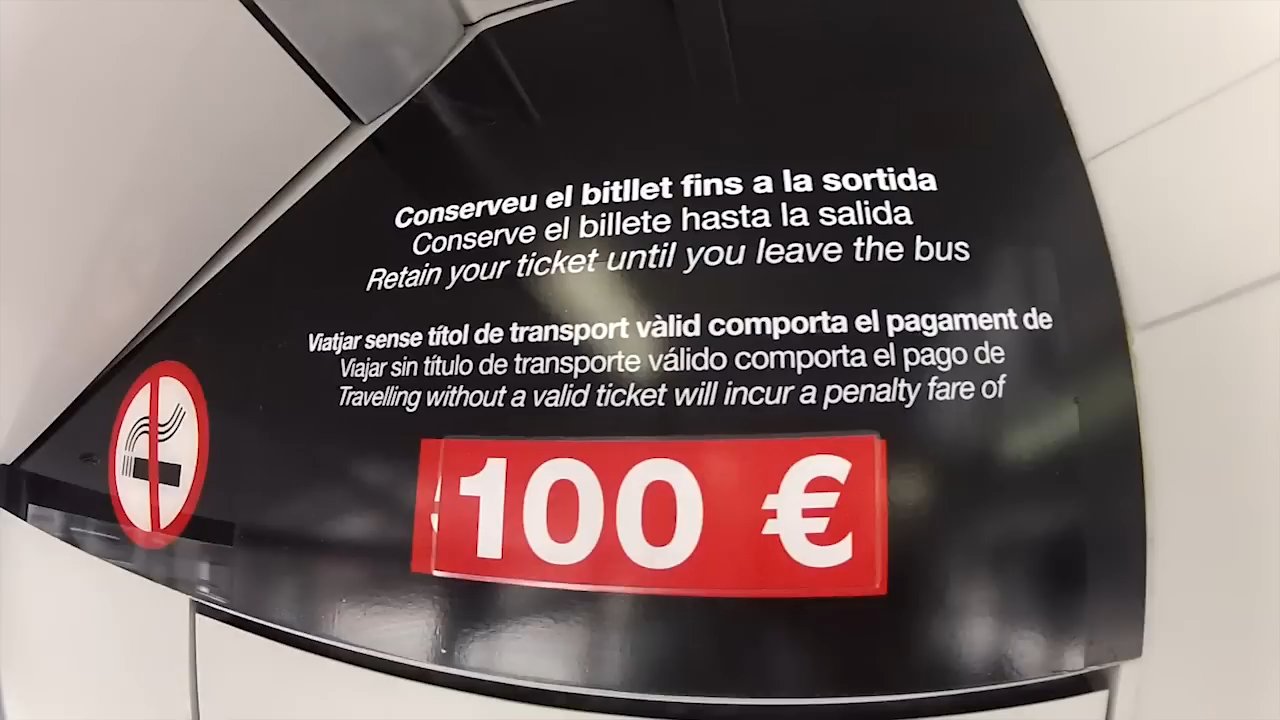 Conserveu el bitllet fins a la sortida
Conserve el billete hasta la salida
Retain your ticket until you leave the bus
Viatjar sense títol de transport vàlid comporta el pagament de
Viajar sin título de transporte válido comporta el pago de
Travelling without a valid ticket will incur a penalty fare of
100 €